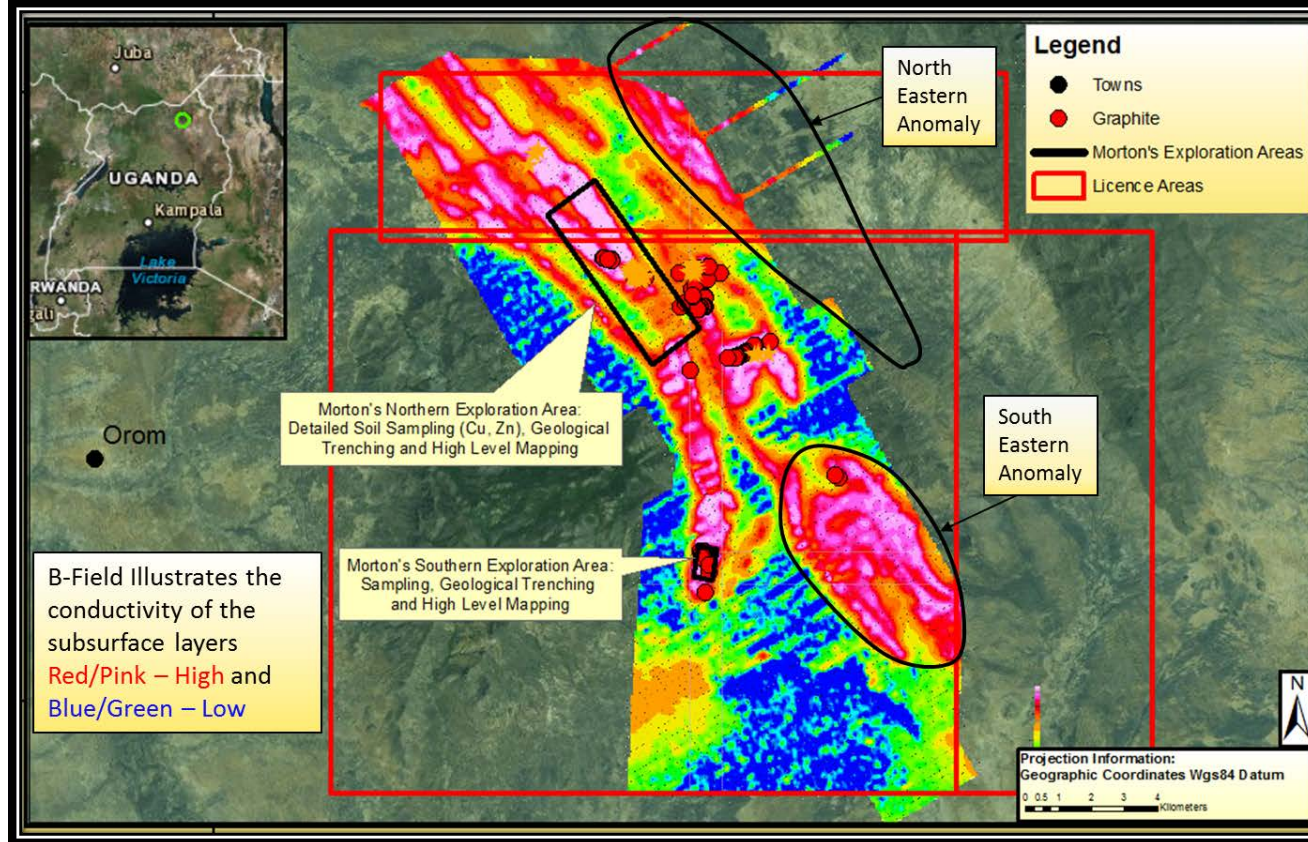 Juba
UGANDA
Kampala
Lake
Victoria
RWANDA
gali
North
Eastern
Anomaly
Legend
Towns
Graphite
Morton's Exploration Areas
Licence Areas
Morton's Northern Exploration Area:
Detailed Soil Sampling (Cu, Zn), Geological
Trenching and High Level Mapping
Orom
South
Eastern
Anomaly
Morton's Southern Exploration Area:
Sampling, Geological Trenching
and High Level Mapping
B-Field Illustrates the
conductivity of the
subsurface layers
Red/Pink – High and
Blue/Green – Low
N
Projection Information:
Geographic Coordinates Wgs84 Datum
0 0.5 1 2 3 4
Kilometers